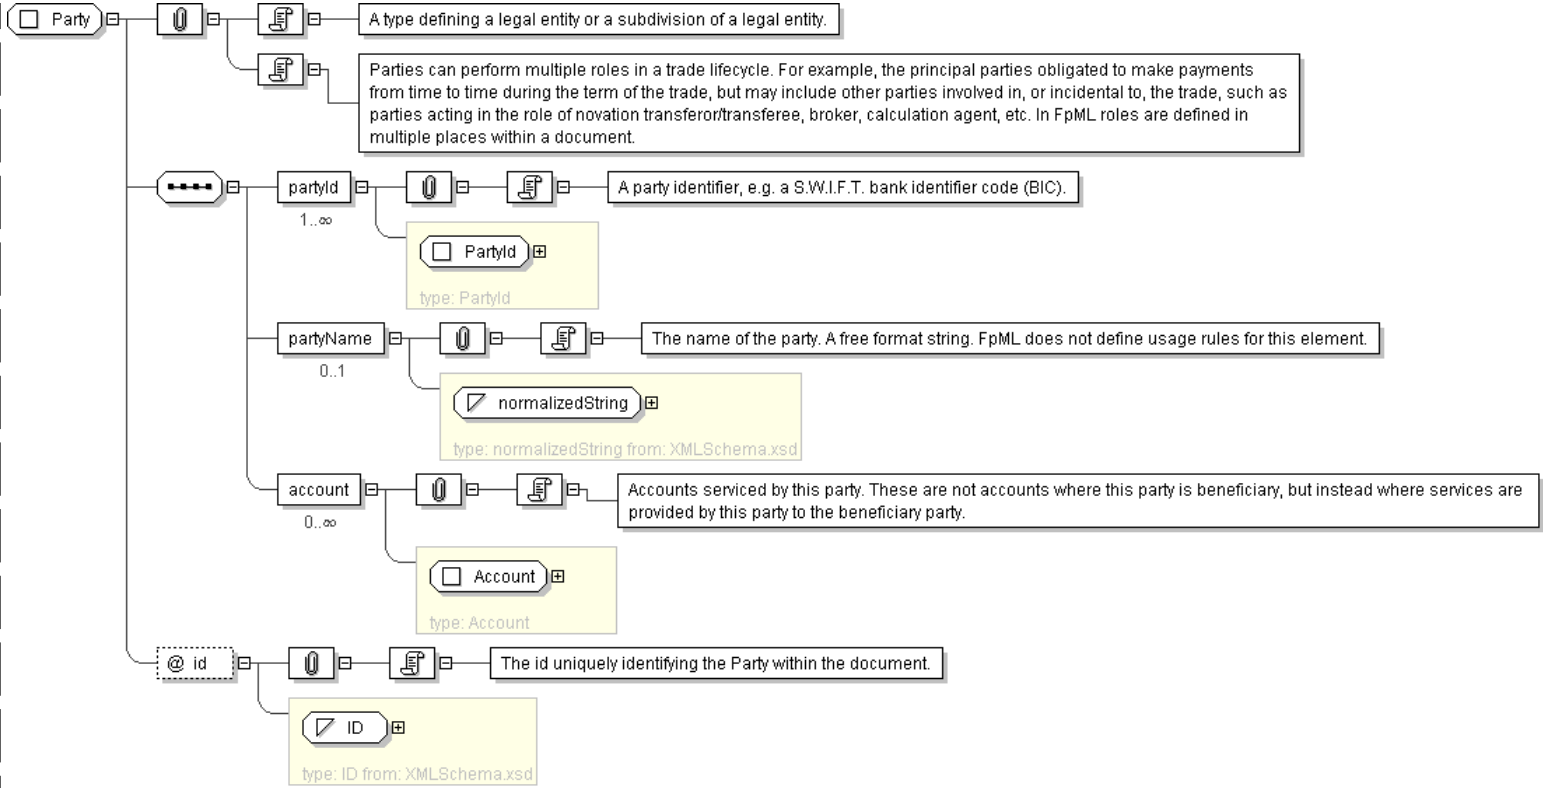 Party
A type defining a legal entity or a subdivision of a legal entity.
Parties can perform multiple roles in a trade lifecycle. For example, the principal parties obligated to make payments
from time to time during the term of the trade, but may include other parties involved in, or incidental to, the trade, such as
parties acting in the role of novation transferor/transferee, broker, calculation agent, etc. In FpML roles are defined in
multiple places within a document.
partyId
A party identifier, e.g. a S.W.I.F.T. bank identifier code (BIC).
1..∞
PartyId
type: PartyId
partyName
The name of the party. A free format string. FpML does not define usage rules for this element.
0..1
normalizedString
type: normalizedString from: XMLSchema.xsd
account
Accounts serviced by this party. These are not accounts where this party is beneficiary, but instead where services are
provided by this party to the beneficiary party.
0..∞
Account
type: Account
@ id
The id uniquely identifying the Party within the document.
ID
type: ID from: XMLSchema.xsd